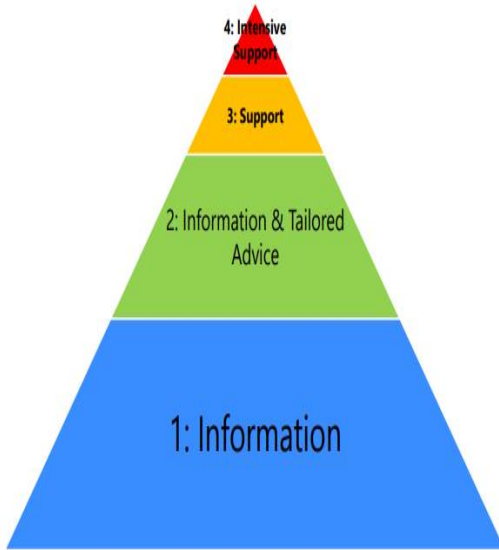 4: Intensive
Support
3: Support
2: Information & Tailored
Advice
1: Information